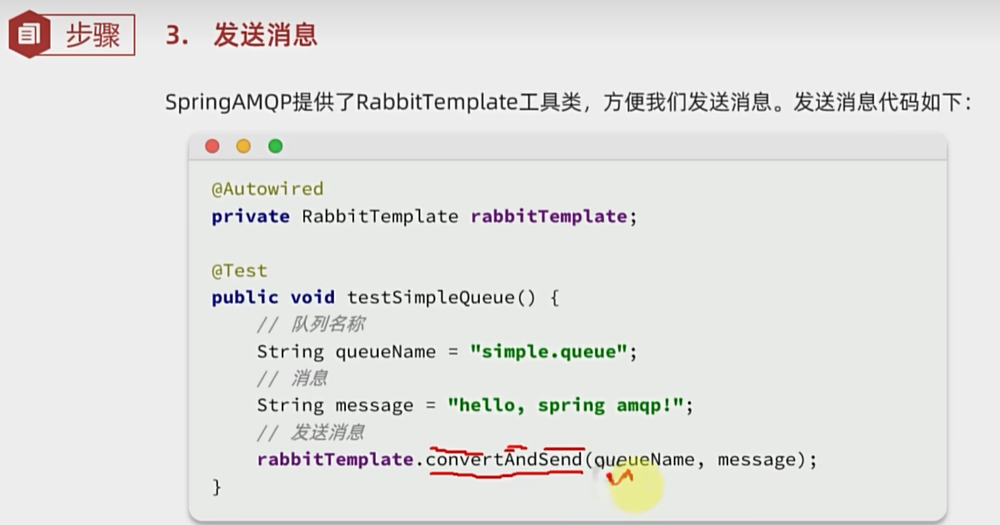 步骤
3. 发送消息
SpringAMQP提供了RabbitTemplate工具类，方便我们发送消息。发送消息代码如下：
@Autowired
private RabbitTemplate rabbitTemplate;
@Test
public void testSimpleQueue() {
// 队列名称
String queueName = "simple.queue";
// 消息
String message = "hello, spring amqp!";
// 发送消息
rabbitTemplate.convertAndSend(queueName, message);
}